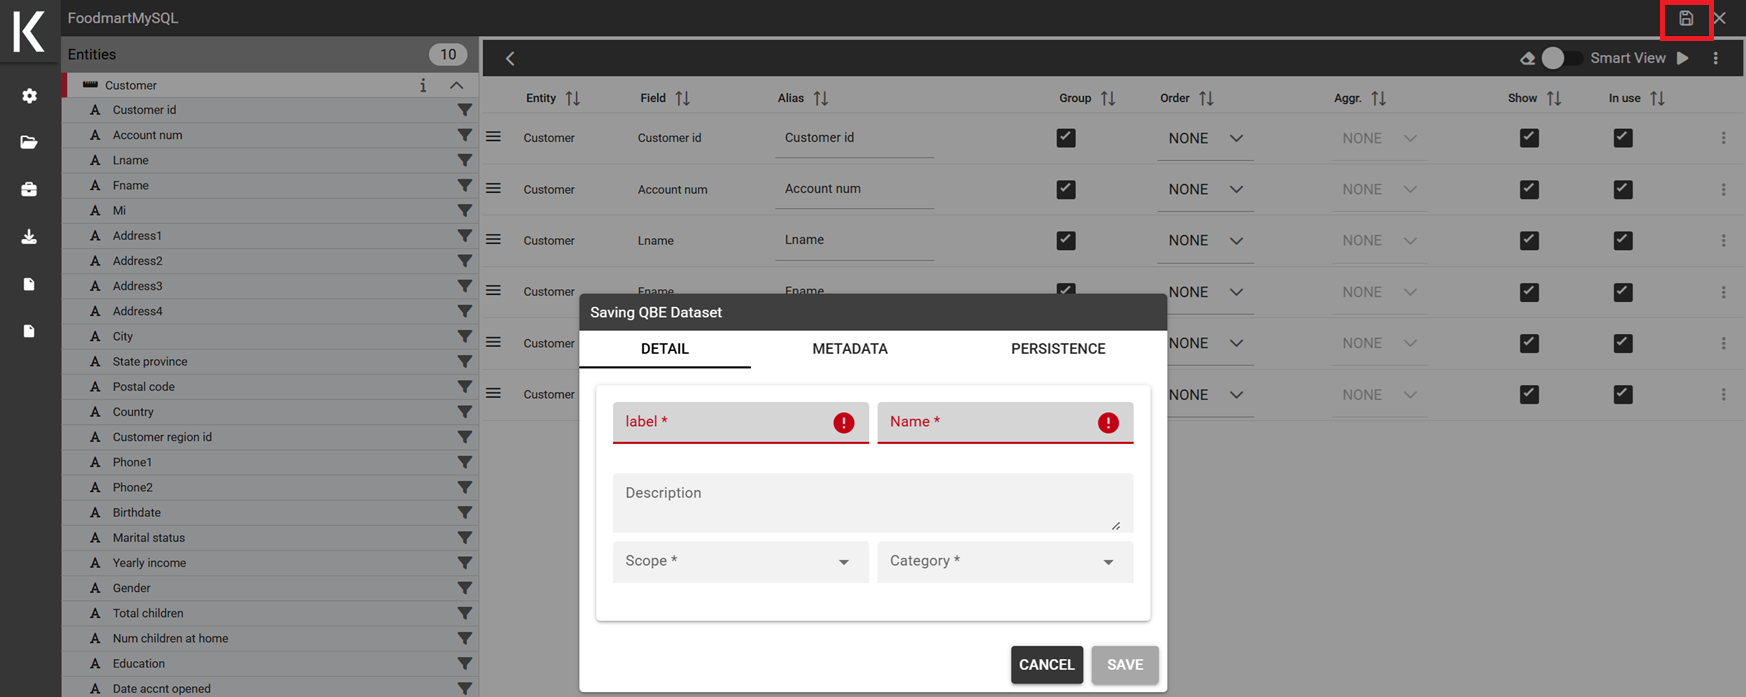 K
FoodmartMySQL
Entities 10
Smart View
Customer
Customer id
Account num
Lname
Fname
Mi
Address1
Address2
Address3
Address4
City
State province
Postal code
Country
Customer region id
Phone1
Phone2
Birthdate
Marital status
Yearly income
Gender
Total children
Num children at home
Education
Date accnt opened
Entity Field Alias Group Order Aggr. Show In use
Customer Customer id Customer id NONE NONE
Customer Account num Account num NONE NONE
Customer Lname Lname NONE NONE
Customer Fname Fname NONE NONE
Customer NONE NONE
Customer NONE NONE
Saving QBE Dataset
DETAIL METADATA PERSISTENCE
label * Name *
Description
Scope * Category *
CANCEL SAVE